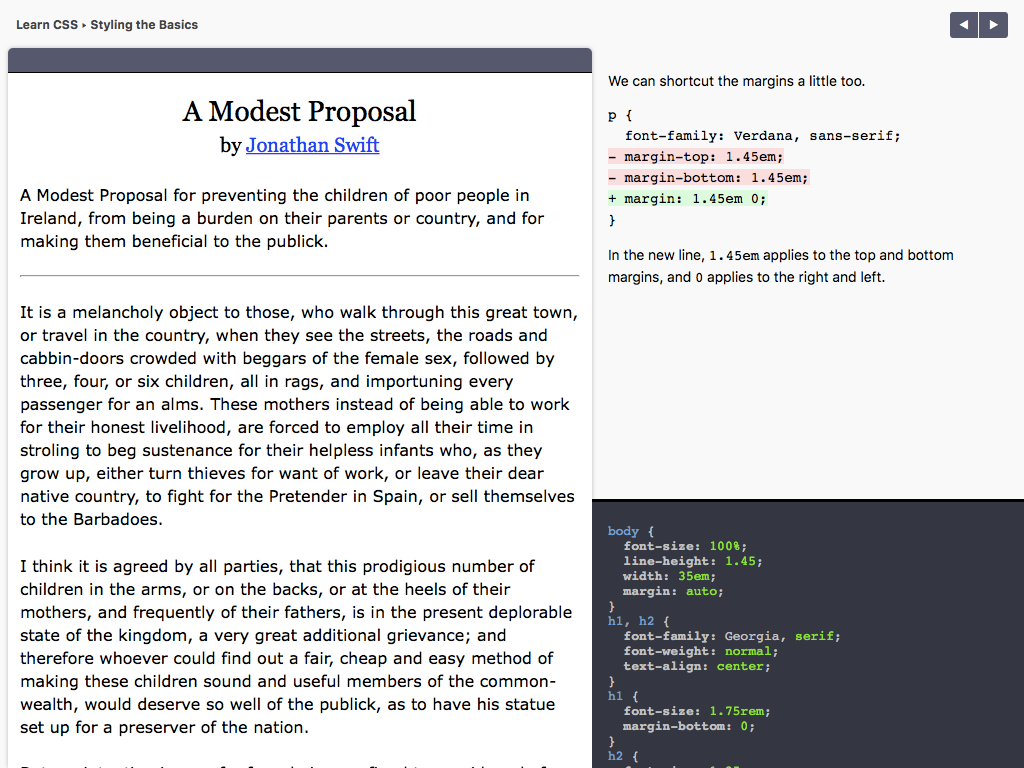 Learn CSS ▸ Styling the Basics
A Modest Proposal
by Jonathan Swift
A Modest Proposal for preventing the children of poor people in
Ireland, from being a burden on their parents or country, and for
making them beneficial to the publick.
It is a melancholy object to those, who walk through this great town,
or travel in the country, when they see the streets, the roads and
cabbin-doors crowded with beggars of the female sex, followed by
three, four, or six children, all in rags, and importuning every
passenger for an alms. These mothers instead of being able to work
for their honest livelihood, are forced to employ all their time in
stroling to beg sustenance for their helpless infants who, as they
grow up, either turn thieves for want of work, or leave their dear
native country, to fight for the Pretender in Spain, or sell themselves
to the Barbadoes.
I think it is agreed by all parties, that this prodigious number of
children in the arms, or on the backs, or at the heels of their
mothers, and frequently of their fathers, is in the present deplorable
state of the kingdom, a very great additional grievance; and
therefore whoever could find out a fair, cheap and easy method of
making these children sound and useful members of the common-
wealth, would deserve so well of the publick, as to have his statue
set up for a preserver of the nation.
We can shortcut the margins a little too.
p {
  font-family: Verdana, sans-serif;
- margin-top: 1.45em;
- margin-bottom: 1.45em;
+ margin: 1.45em 0;
}
In the new line, 1.45em applies to the top and bottom
margins, and 0 applies to the right and left.
body {
  font-size: 100%;
  line-height: 1.45;
  width: 35em;
  margin: auto;
}
h1, h2 {
  font-family: Georgia, serif;
  font-weight: normal;
  text-align: center;
}
h1 {
  font-size: 1.75rem;
  margin-bottom: 0;
}
h2 {